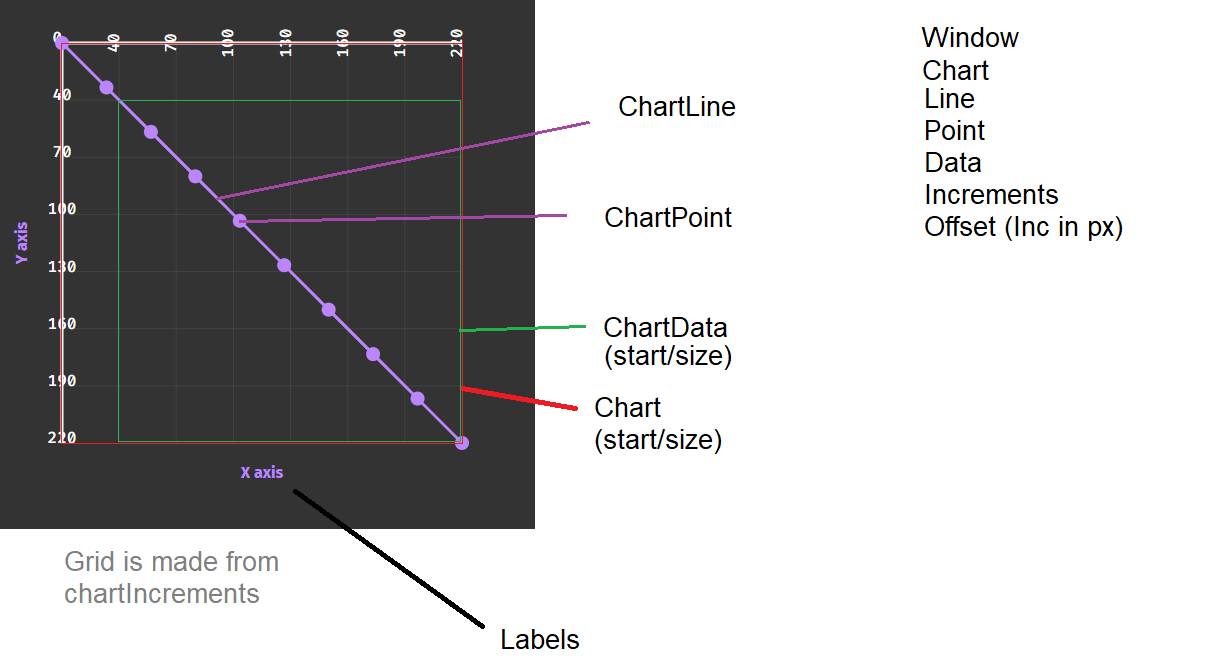 0
40
70
100
130
160
190
220
40
70
100
130
160
190
220
Y axis
X axis
ChartLine
ChartPoint
ChartData
(start/size)
Chart
(start/size)
Labels
Grid is made from
chartIncrements
Window
Chart
Line
Point
Data
Increments
Offset (Inc in px)